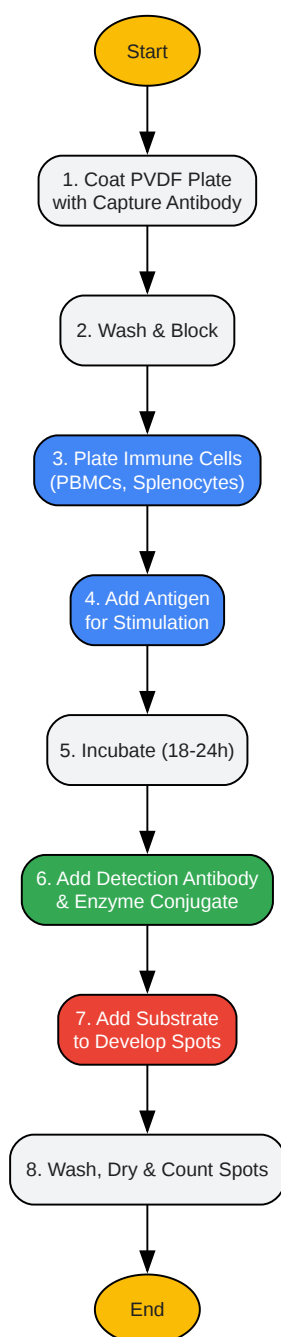 Start
1. Coat PVDF Plate
with Capture Antibody
2. Wash & Block
3. Plate Immune Cells
(PBMCs, Splenocytes)
4. Add Antigen
for Stimulation
5. Incubate (18-24h)
6. Add Detection Antibody
& Enzyme Conjugate
7. Add Substrate
to Develop Spots
8. Wash, Dry & Count Spots
End